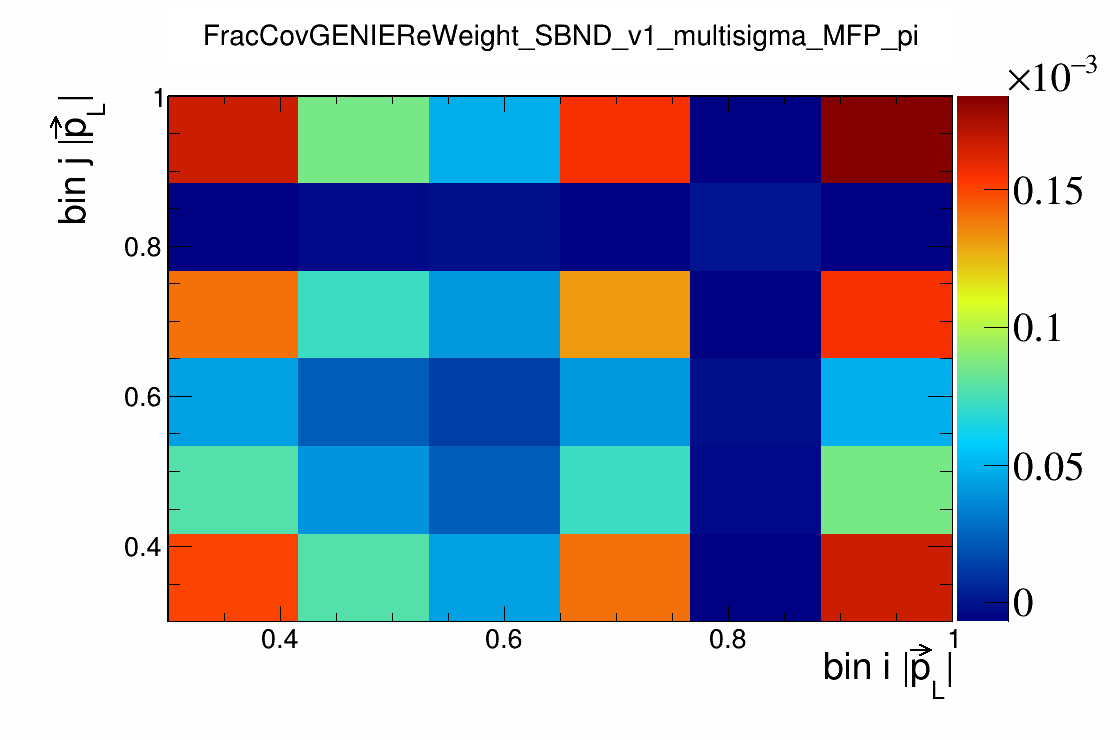 FracCovGENIEReWeight_SBND_v1_multisigma_MFP_pi
×10⁻³
bin j |p⃗_L|
1
0.8
0.6
0.4
0.4 0.6 0.8 1
bin i |p⃗_L|
0.15
0.1
0.05
0